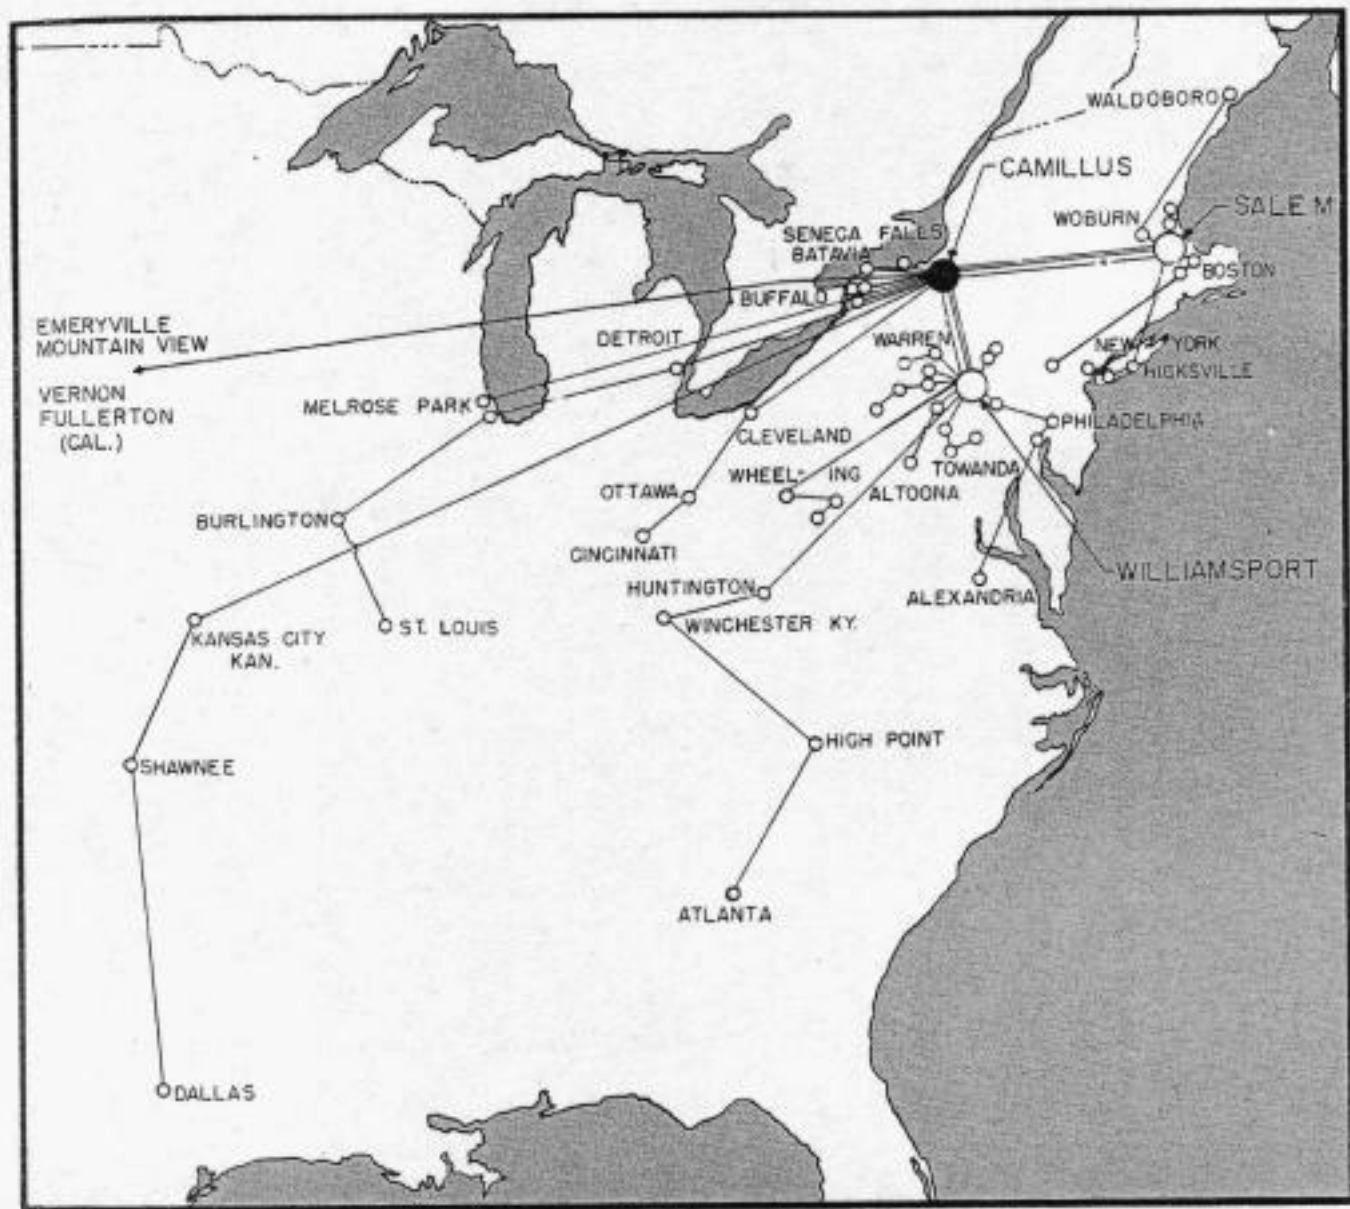 WALDOBORO
CAMILLUS
SALEM
WOBURN
SENECA FALLS
BATAVIA
BOSTON
BUFFALO
EMERYVILLE
MOUNTAIN VIEW
DETROIT
WARREN
NEW YORK
HICKSVILLE
VERNON
FULLERTON
(CAL.)
MELROSE PARK
PHILADELPHIA
CLEVELAND
WHEEL- ING
TOWANDA
OTTAWA
ALTOONA
BURLINGTON
CINCINNATI
WILLIAMSPORT
HUNTINGTON
ALEXANDRIA
ST. LOUIS
WINCHESTER KY.
KANSAS CITY
KAN.
HIGH POINT
SHAWNEE
ATLANTA
DALLAS